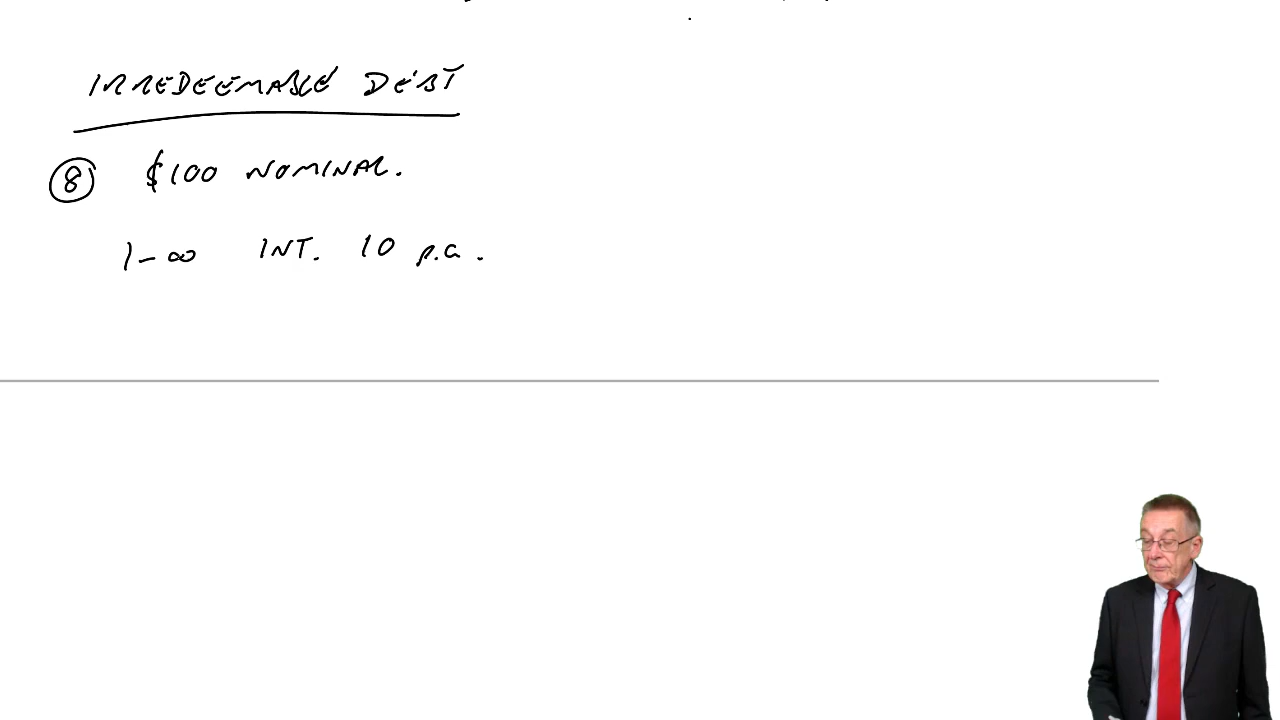 IRREDEEMABLE DEBT
⑧ $100 NOMINAL.
1-∞ INT. 10 p.a.